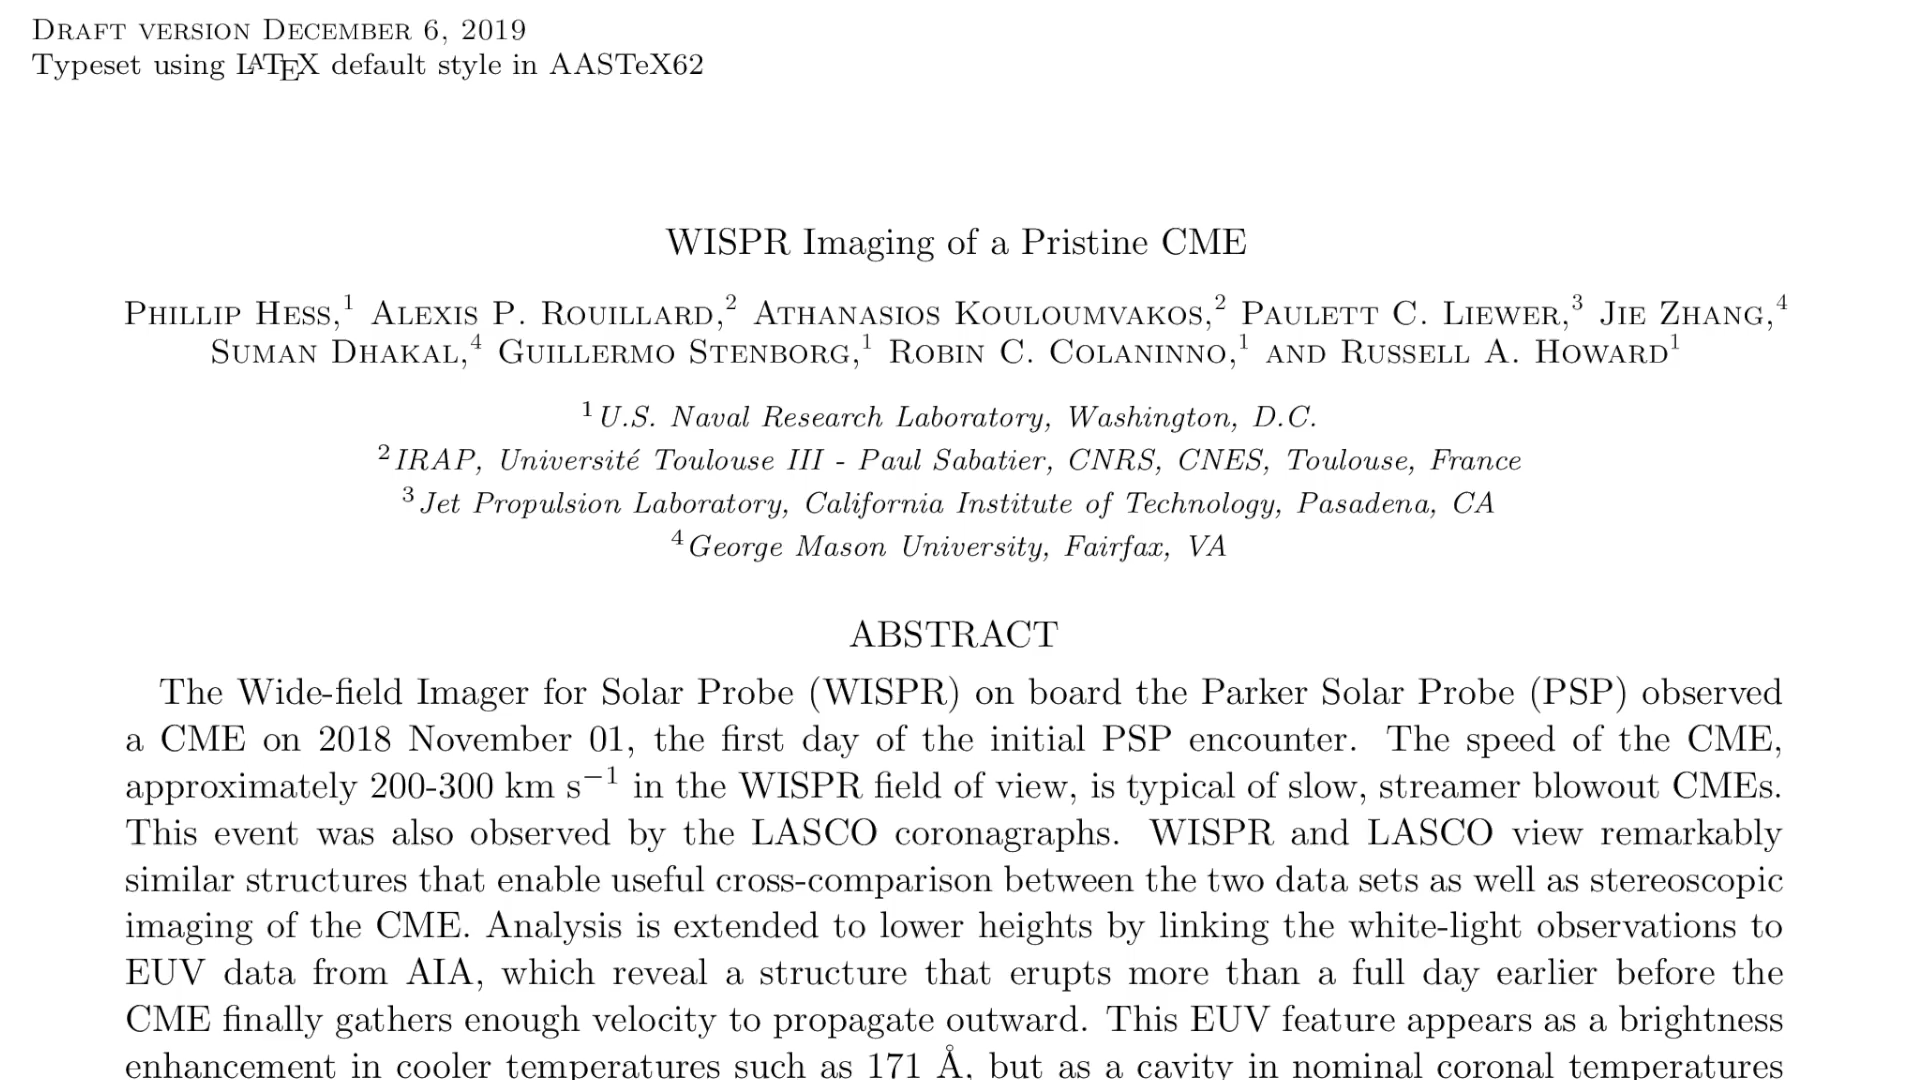 DRAFT VERSION DECEMBER 6, 2019
Typeset using LATEX default style in AASTeX62
WISPR Imaging of a Pristine CME
PHILLIP HESS,1 ALEXIS P. ROUILLARD,2 ATHANASIOS KOULOUMVAKOS,2 PAULETT C. LIEWER,3 JIE ZHANG,4
SUMAN DHAKAL,4 GUILLERMO STENBORG,1 ROBIN C. COLANINNO,1 AND RUSSELL A. HOWARD1
1 U.S. Naval Research Laboratory, Washington, D.C.
2 IRAP, Université Toulouse III - Paul Sabatier, CNRS, CNES, Toulouse, France
3 Jet Propulsion Laboratory, California Institute of Technology, Pasadena, CA
4 George Mason University, Fairfax, VA
ABSTRACT
The Wide-field Imager for Solar Probe (WISPR) on board the Parker Solar Probe (PSP) observed
a CME on 2018 November 01, the first day of the initial PSP encounter. The speed of the CME,
approximately 200-300 km s−1 in the WISPR field of view, is typical of slow, streamer blowout CMEs.
This event was also observed by the LASCO coronagraphs. WISPR and LASCO view remarkably
similar structures that enable useful cross-comparison between the two data sets as well as stereoscopic
imaging of the CME. Analysis is extended to lower heights by linking the white-light observations to
EUV data from AIA, which reveal a structure that erupts more than a full day earlier before the
CME finally gathers enough velocity to propagate outward. This EUV feature appears as a brightness
enhancement in cooler temperatures such as 171 Å, but as a cavity in nominal coronal temperatures